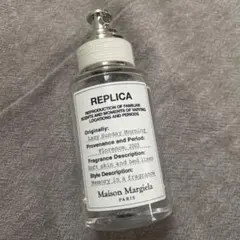 REPLICA
REPRODUCTION OF FAMILIAR
SCENTS AND MOMENTS OF VARYING
LOCATIONS AND PERIODS
Originally:
Lazy Sunday Morning
Provenance and Period:
Florence, 2003
Fragrance Description:
Soft skin and bed linen
Style Description:
Memory in a fragrance
Maison Margiela
PARIS